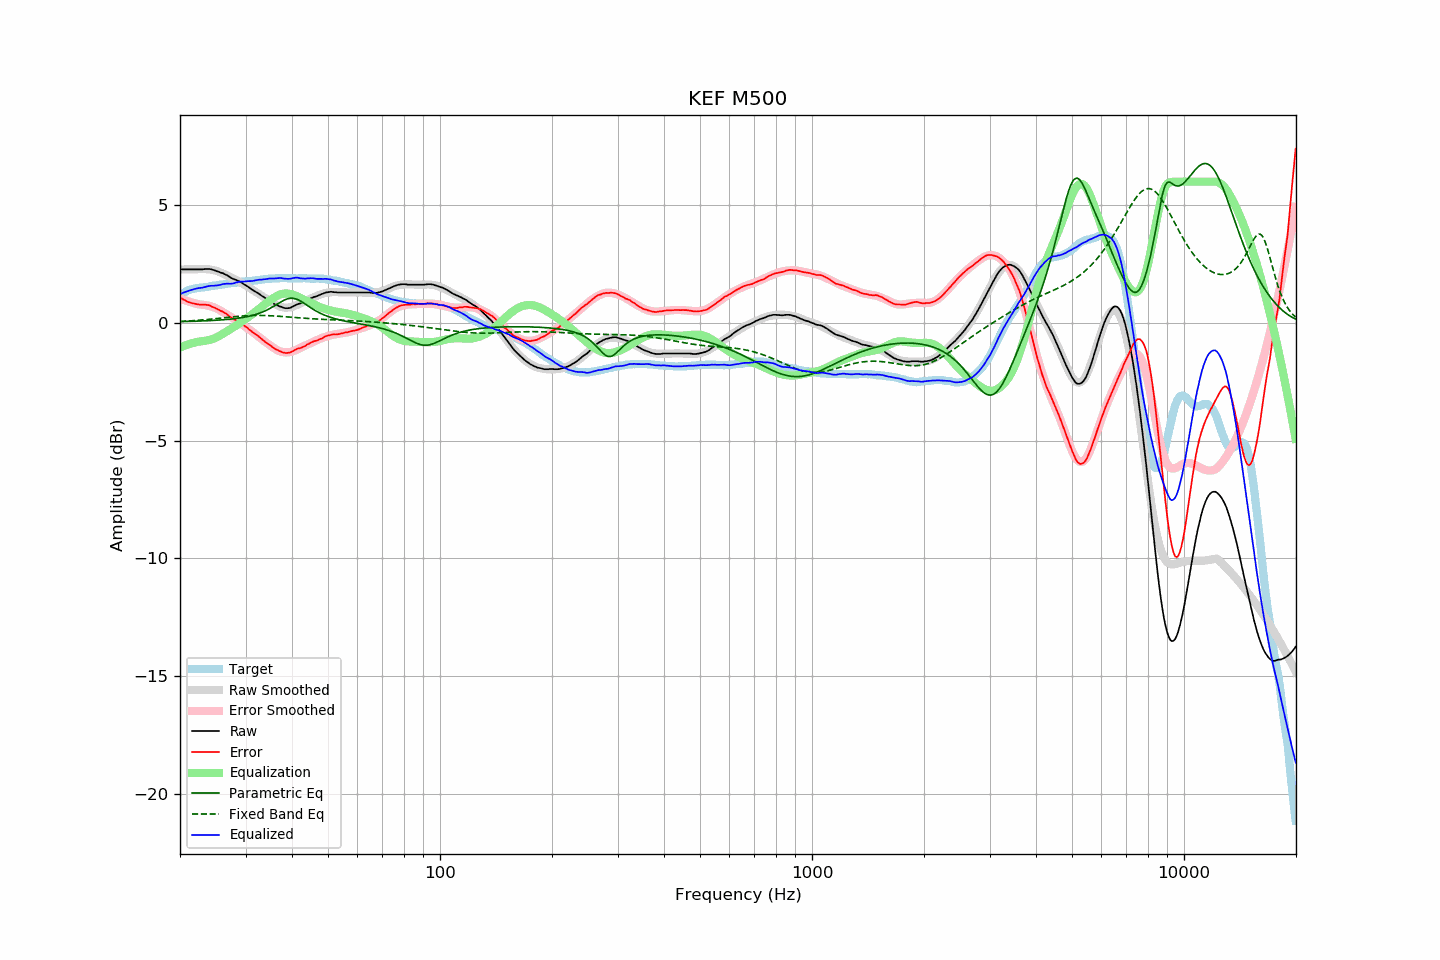 KEF M500
Amplitude (dBr)
5
0
−5
−10
−15
−20
Target
Raw Smoothed
Error Smoothed
Raw
Error
Equalization
Parametric Eq
Fixed Band Eq
Equalized
100
1000
10000
Frequency (Hz)